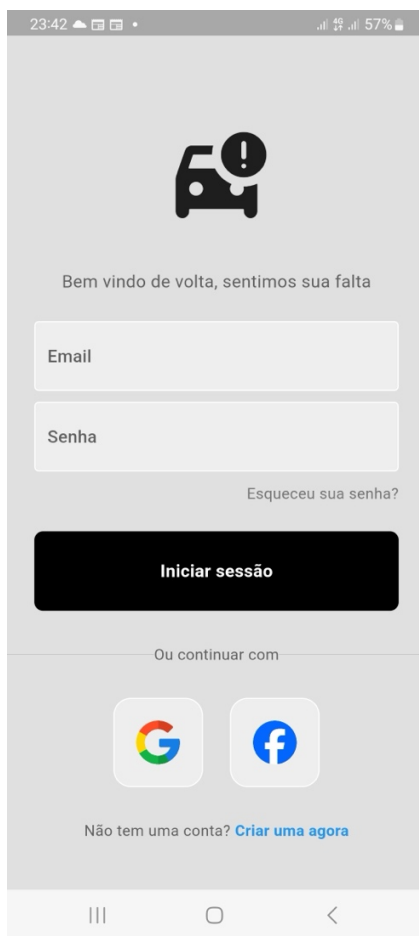 23:42 4G 57%
Bem vindo de volta, sentimos sua falta
Email
Senha
Esqueceu sua senha?
Iniciar sessão
Ou continuar com
Não tem uma conta? Criar uma agora